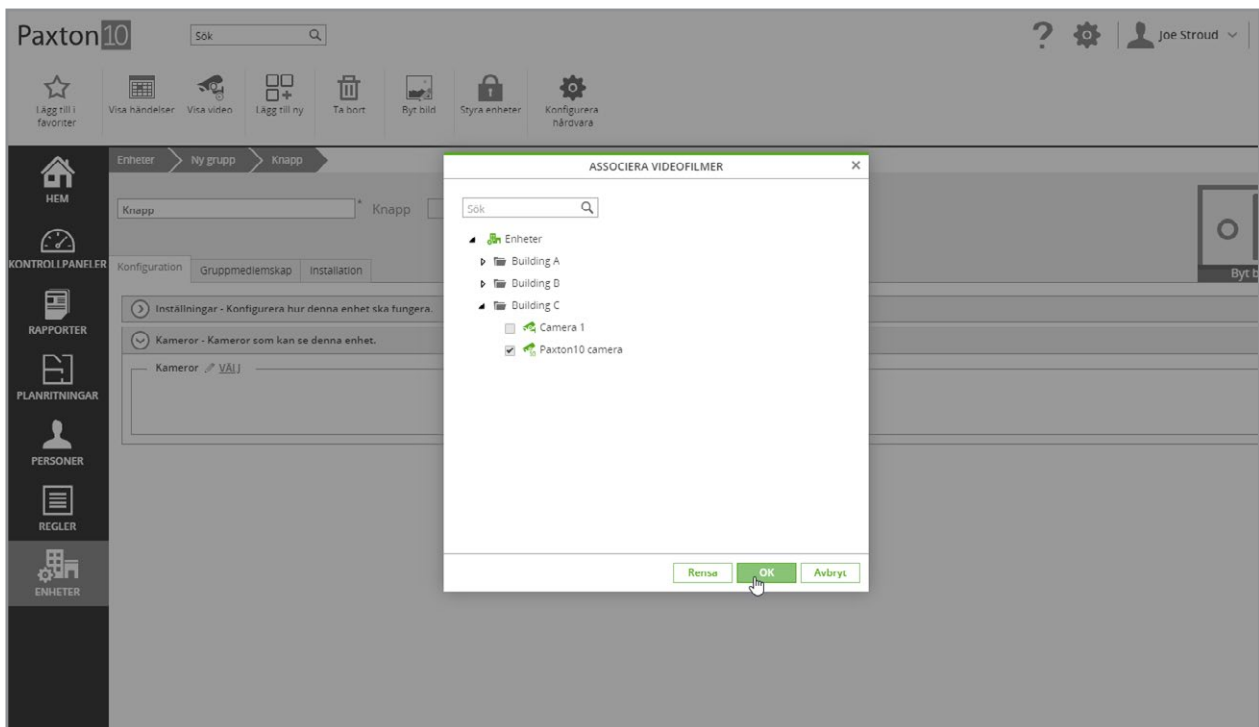 Paxton10
Sök
?
Joe Stroud
Lägg till i favoriter
Visa händelser
Visa video
Lägg till ny
Ta bort
Byt bild
Styra enheter
Konfigurera hårdvara
HEM
KONTROLLPANELER
RAPPORTER
PLANRITNINGAR
PERSONER
REGLER
ENHETER
Enheter
Ny grupp
Knapp
Knapp
* Knapp
Byt b
Konfiguration
Gruppmedlemskap
Installation
Inställningar - Konfigurera hur denna enhet ska fungera.
Kameror - Kameror som kan se denna enhet.
Kameror VÄLJ
ASSOCIERA VIDEOFILMER
Sök
Enheter
Building A
Building B
Building C
Camera 1
Paxton10 camera
Rensa
OK
Avbryt